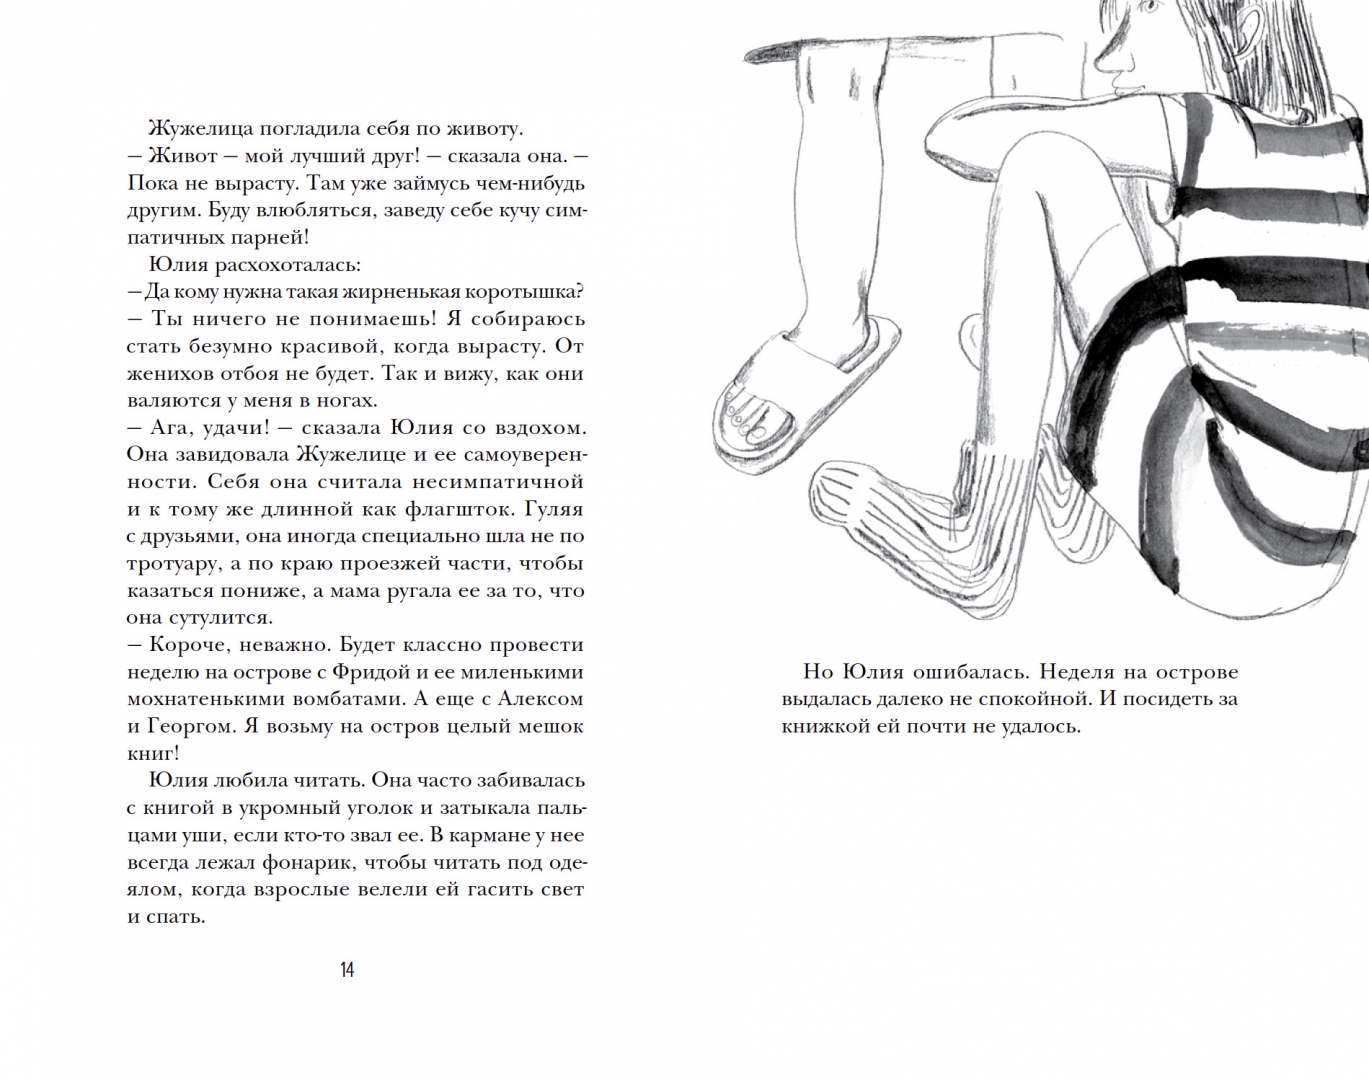 Жужелица погладила себя по животу.
— Живот — мой лучший друг! — сказала она. —
Пока не вырасту. Там уже займусь чем-нибудь
другим. Буду влюбляться, заведу себе кучу сим-
патичных парней!
Юлия расхохоталась:
— Да кому нужна такая жирненькая коротышка?
— Ты ничего не понимаешь! Я собираюсь
стать безумно красивой, когда вырасту. От
женихов отбоя не будет. Так и вижу, как они
валяются у меня в ногах.
— Ага, удачи! — сказала Юлия со вздохом.
Она завидовала Жужелице и ее самоуверен-
ности. Себя она считала несимпатичной
и к тому же длинной как флагшток. Гуляя
с друзьями, она иногда специально шла не по
тротуару, а по краю проезжей части, чтобы
казаться пониже, а мама ругала ее за то, что
она сутулится.
— Короче, неважно. Будет классно провести
неделю на острове с Фридой и ее миленькими
мохнатенькими вомбатами. А еще с Алексом
и Георгом. Я возьму на остров целый мешок
книг!
Юлия любила читать. Она часто забивалась
с книгой в укромный уголок и затыкала паль-
цами уши, если кто-то звал ее. В кармане у нее
всегда лежал фонарик, чтобы читать под оде-
ялом, когда взрослые велели ей гасить свет
и спать.
14
Но Юлия ошибалась. Неделя на острове
выдалась далеко не спокойной. И посидеть за
книжкой ей почти не удалось.